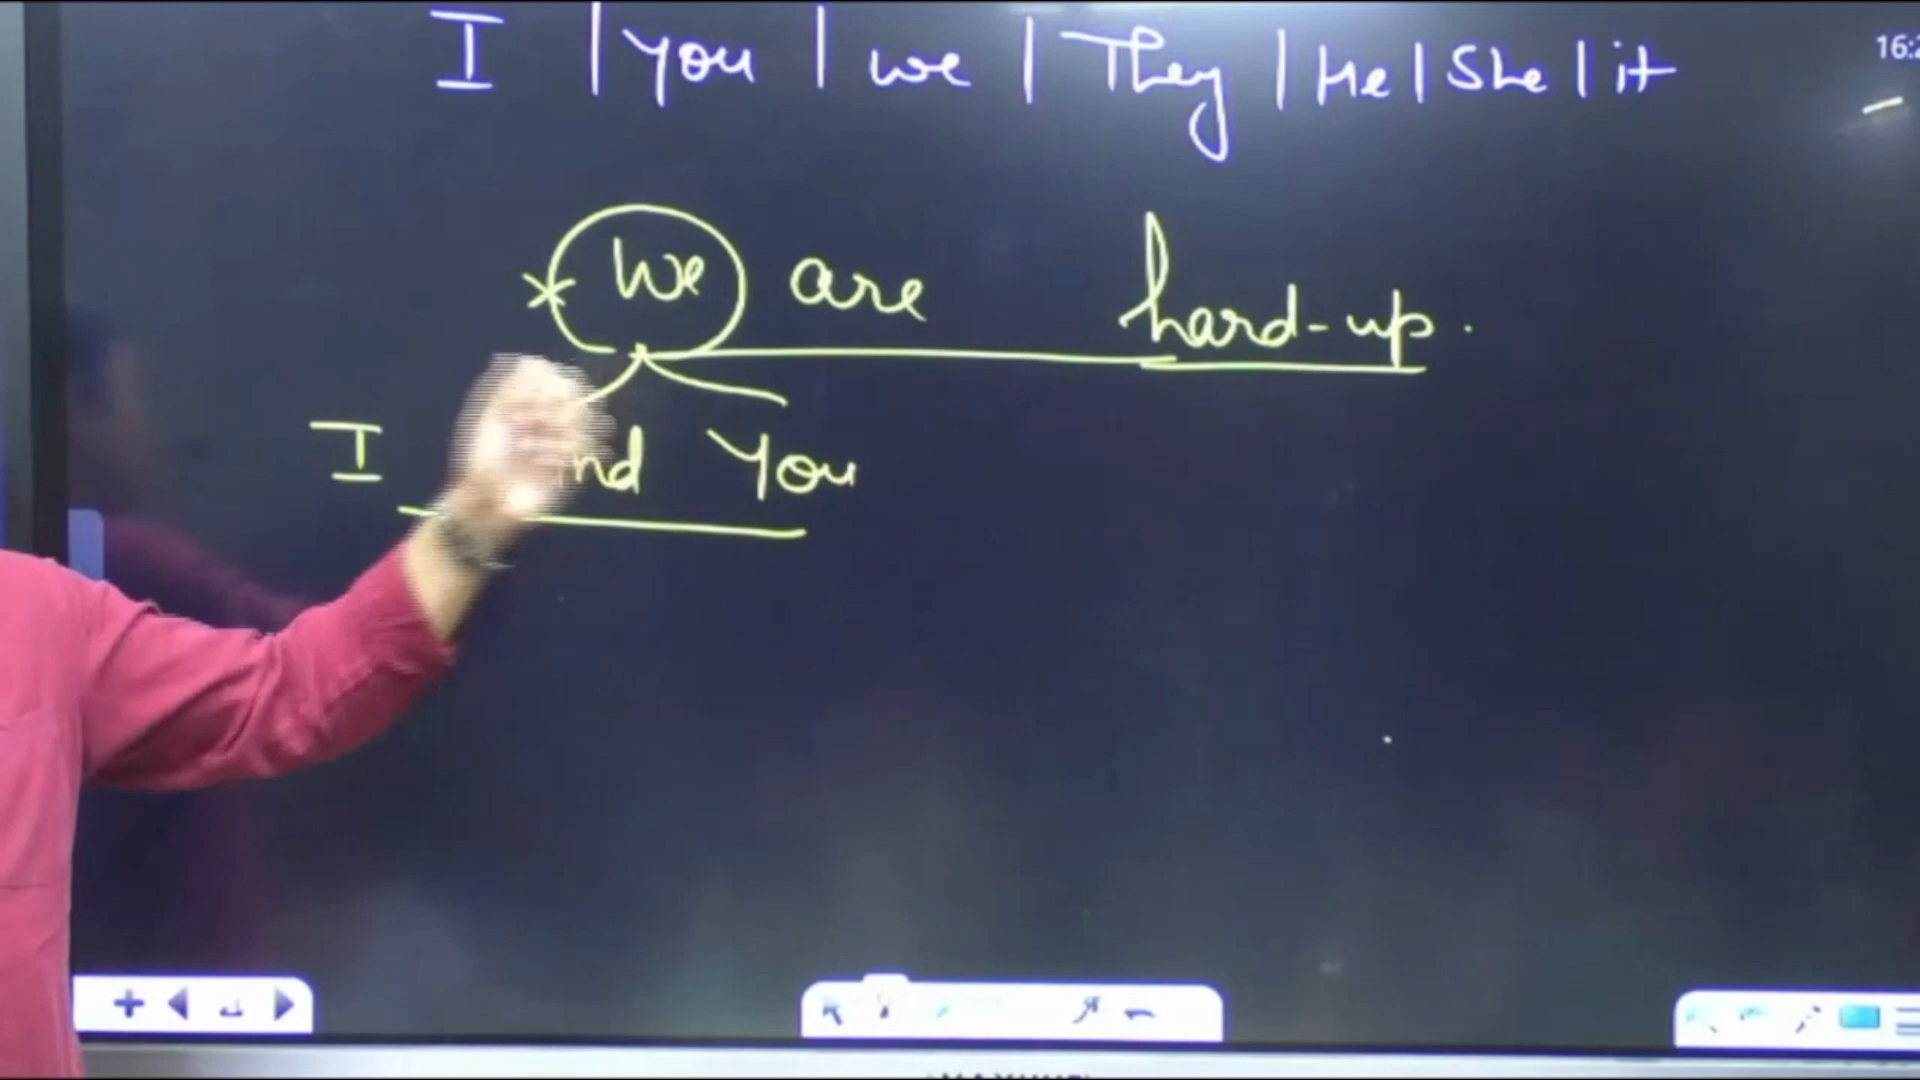 I | You | we | They | He | She | it
We are hard-up.
I You